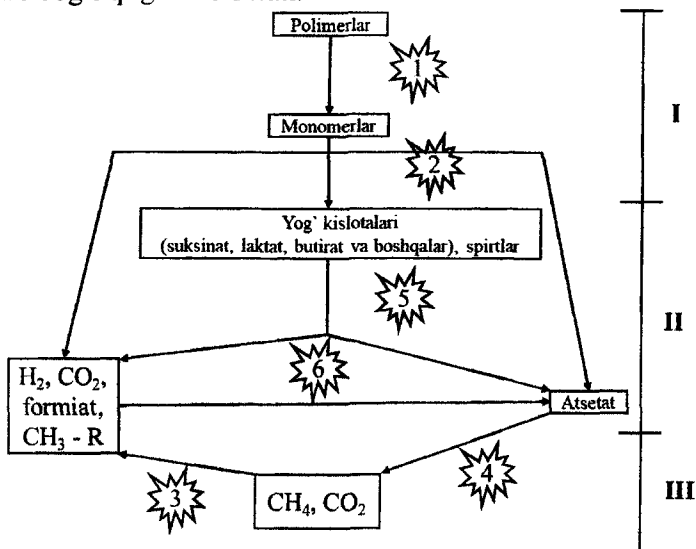 Polimerlar
1
I
Monomerlar
2
Yog` kislotalari
(suksinat, laktat, butirat va boshqalar), spirtlar
5
II
6
H₂, CO₂,
formiat,
CH₃ - R
Atsetat
4
3
CH₄, CO₂
III